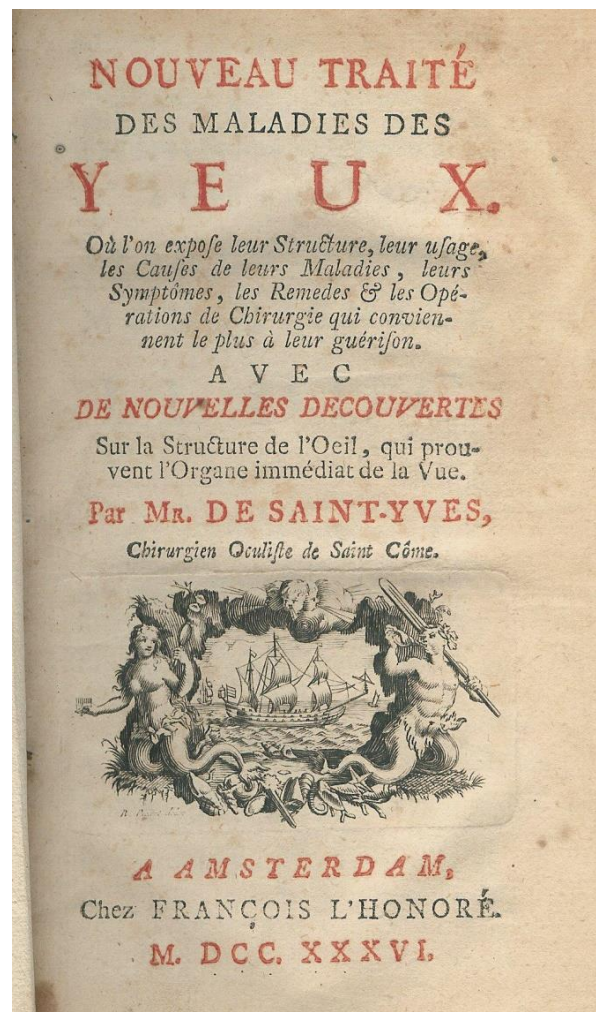 NOUVEAU TRAITÉ
DES MALADIES DES
YEUX.
Où l'on expoſe leur Structure, leur uſage,
les Cauſes de leurs Maladies, leurs
Symptômes, les Remedes & les Opé-
rations de Chirurgie qui convien-
nent le plus à leur guériſon.
AVEC
DE NOUVELLES DECOUVERTES
Sur la Structure de l'Oeil, qui prou-
vent l'Organe immédiat de la Vue.
Par MR. DE SAINT-YVES,
Chirurgien Oculiſte de Saint Côme.
A AMSTERDAM,
Chez FRANÇOIS L'HONORÉ.
M. DCC. XXXVI.